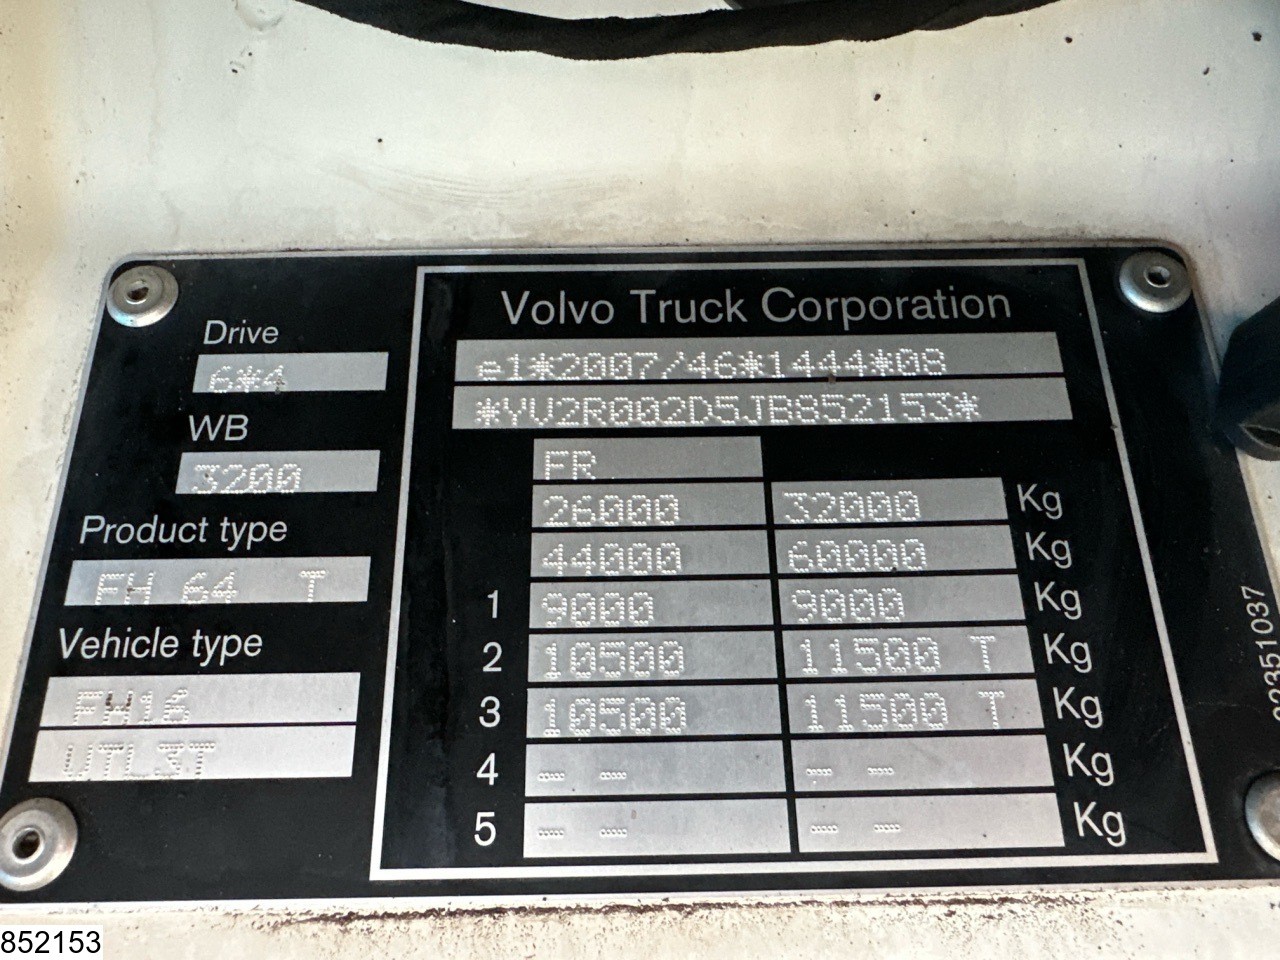 Volvo Truck Corporation
Drive
6*4
e1*2007/46*1444*08
*YV2R002D5JB852153*
WB
3200
FR
26000 32000 Kg
44000 60000 Kg
Product type
FH 64 T
1 9000 9000 Kg
Vehicle type
2 10500 11500 T Kg
FH16
3 10500 11500 T Kg
VTL3T
4 -- -- -- -- Kg
5 -- -- -- -- Kg
852153